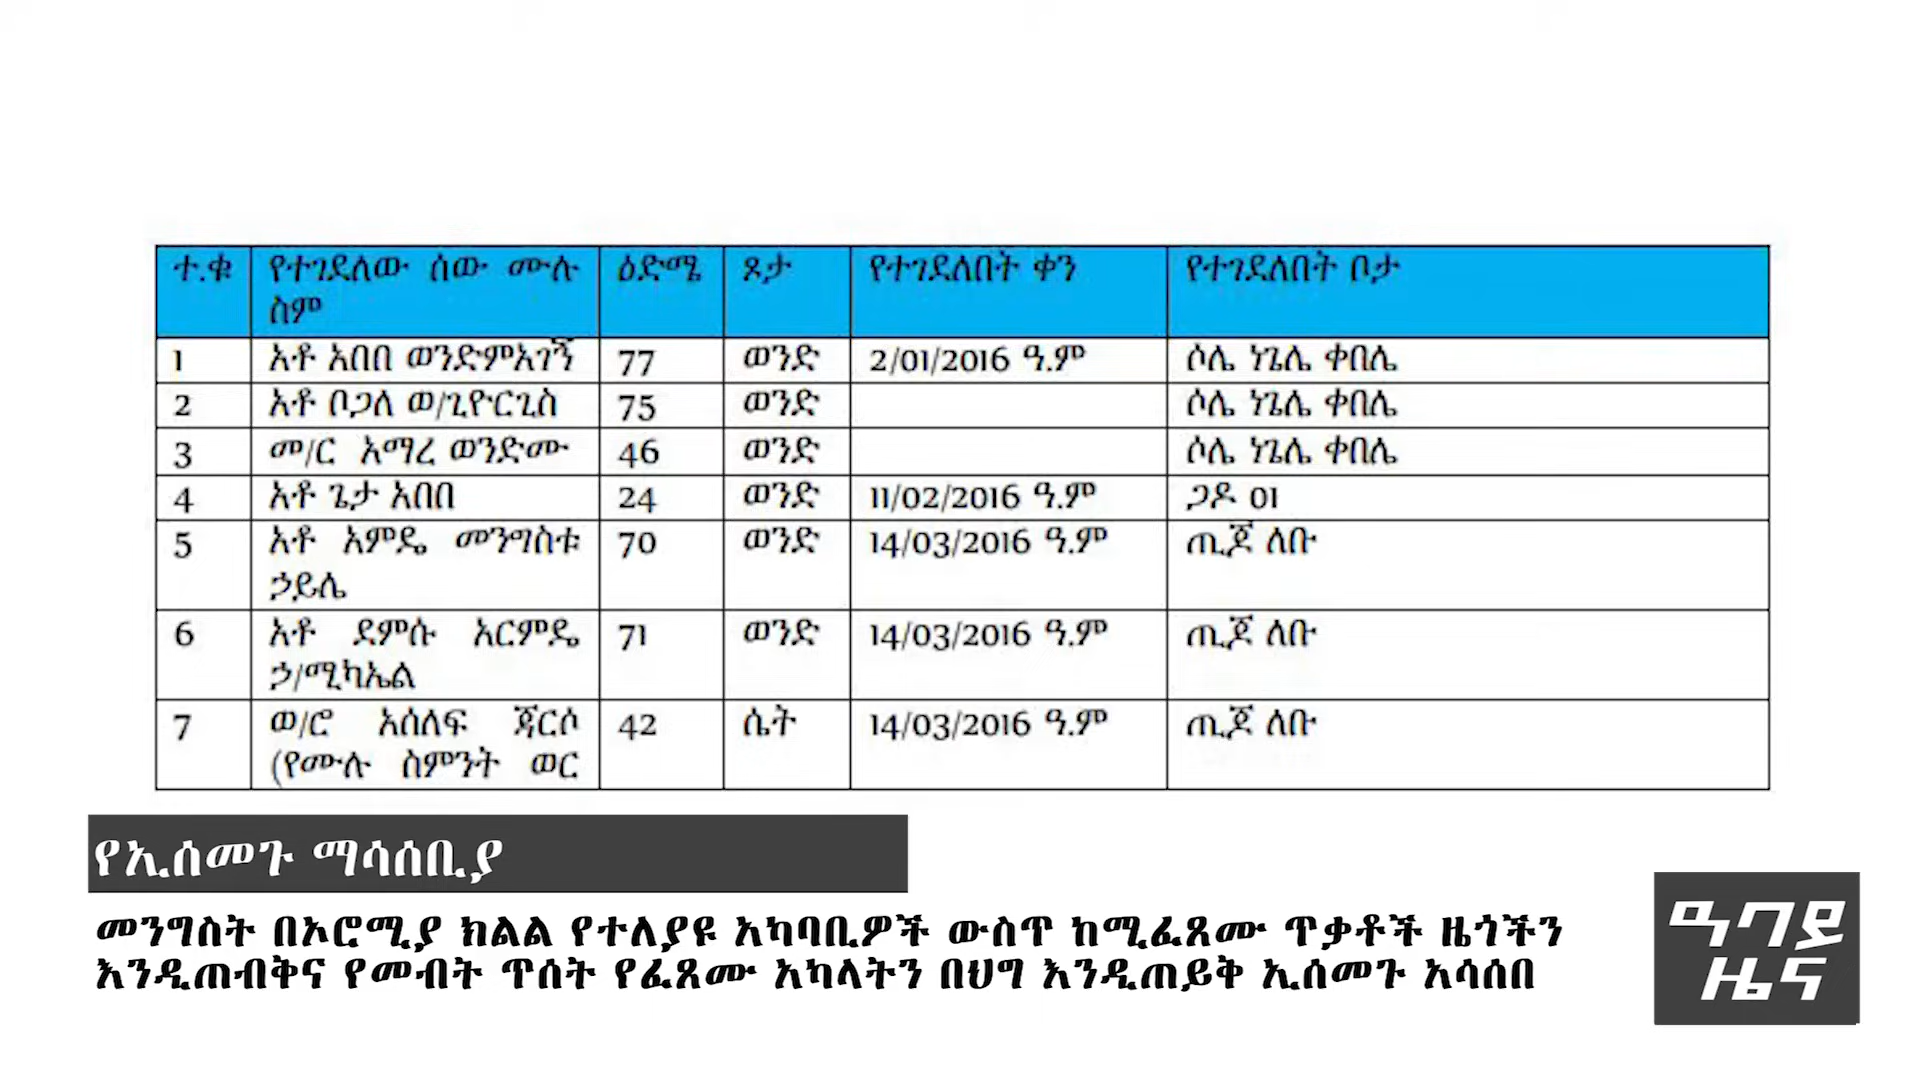 ተ.ቁ የተገደለው ሰው ሙሉ ስም ዕድሜ ጾታ የተገደለበት ቀን የተገደለበት ቦታ
1 አቶ አበበ ወንድምአገኝ 77 ወንድ 2/01/2016 ዓ.ም ሶሌ ነጌሌ ቀበሌ
2 አቶ ቦጋለ ወ/ጊዮርጊስ 75 ወንድ ሶሌ ነጌሌ ቀበሌ
3 መ/ር አማረ ወንድሙ 46 ወንድ ሶሌ ነጌሌ ቀበሌ
4 አቶ ጌታ አበበ 24 ወንድ 11/02/2016 ዓ.ም ጋዶ 01
5 አቶ አምዴ መንግስቱ ኃይሌ 70 ወንድ 14/03/2016 ዓ.ም ጢጆ ለቡ
6 አቶ ደምሱ አርምዴ ኃ/ሚካኤል 71 ወንድ 14/03/2016 ዓ.ም ጢጆ ለቡ
7 ወ/ሮ አሰለፍ ጃርሶ (የሙሉ ስምንት ወር 42 ሴት 14/03/2016 ዓ.ም ጢጆ ለቡ
የኢሰመጉ ማሳሰቢያ
መንግስት በኦሮሚያ ክልል የተለያዩ አካባቢዎች ውስጥ ከሚፈጸሙ ጥቃቶች ዜጎችን
እንዲጠብቅና የመብት ጥሰት የፈጸሙ አካላትን በህግ እንዲጠይቅ ኢሰመጉ አሳሰበ
ዓባይ
ዜና